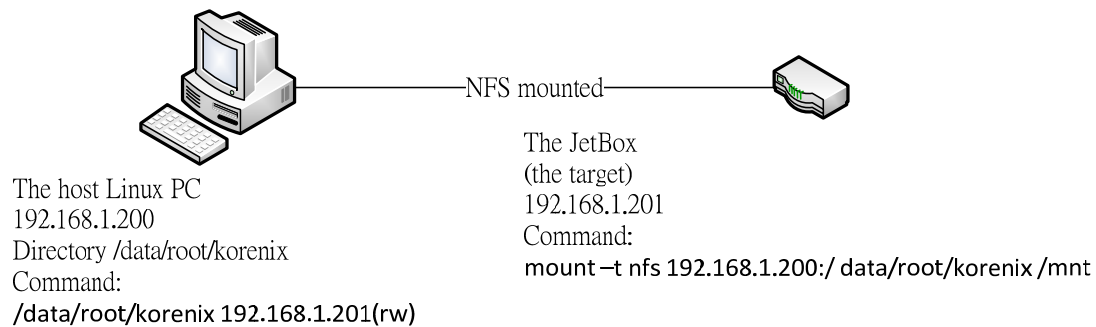 NFS mounted
The host Linux PC
192.168.1.200
Directory /data/root/korenix
Command:
/data/root/korenix 192.168.1.201(rw)
The JetBox
(the target)
192.168.1.201
Command:
mount –t nfs 192.168.1.200:/ data/root/korenix /mnt